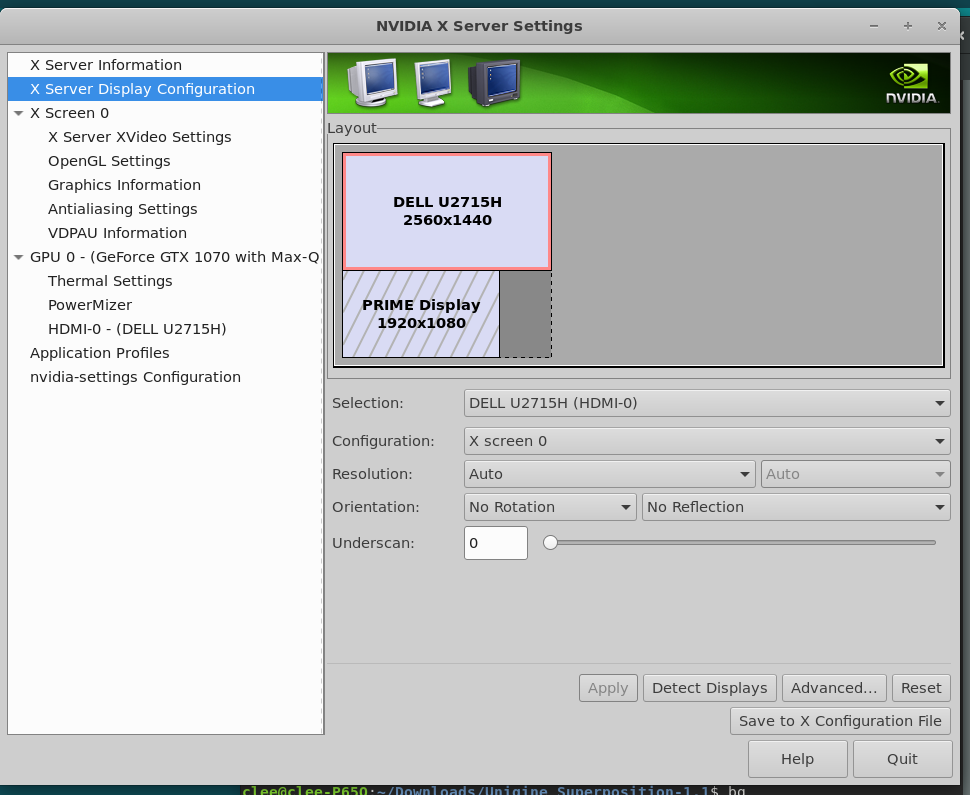 NVIDIA X Server Settings
X Server Information
X Server Display Configuration
X Screen 0
X Server XVideo Settings
OpenGL Settings
Graphics Information
Antialiasing Settings
VDPAU Information
GPU 0 - (GeForce GTX 1070 with Max-Q
Thermal Settings
PowerMizer
HDMI-0 - (DELL U2715H)
Application Profiles
nvidia-settings Configuration
NVIDIA.
Layout
DELL U2715H
2560x1440
PRIME Display
1920x1080
Selection: DELL U2715H (HDMI-0)
Configuration: X screen 0
Resolution: Auto Auto
Orientation: No Rotation No Reflection
Underscan: 0
Apply Detect Displays Advanced... Reset
Save to X Configuration File
Help Quit
clee@clee-P65Q:~/Downloads/Unigine_Superposition-1.1$ bg